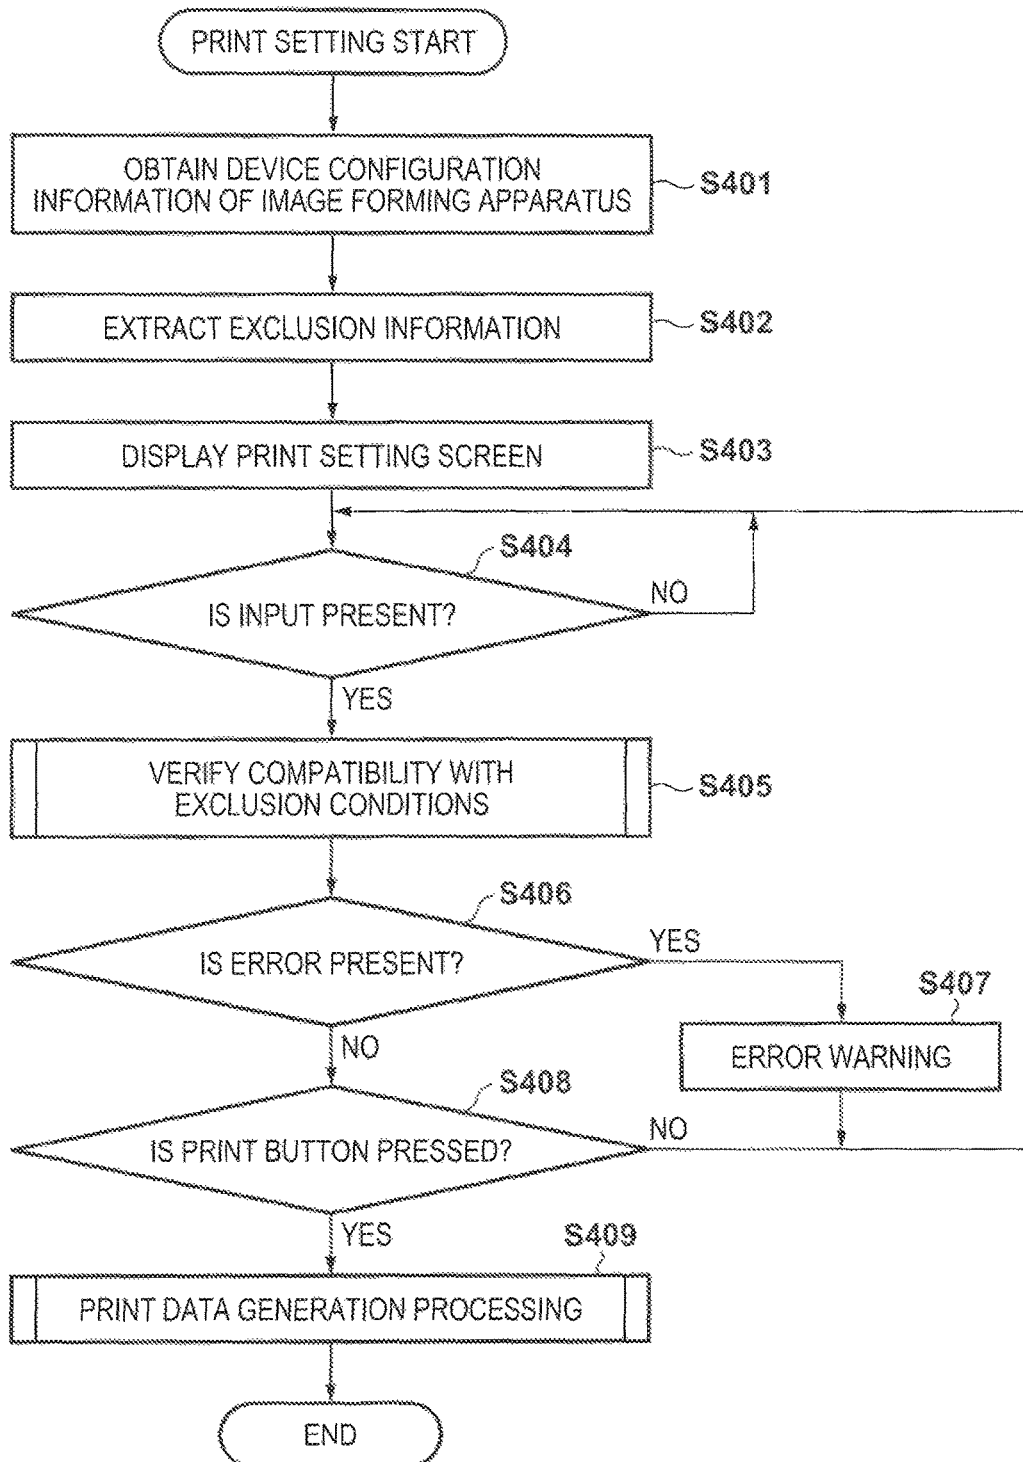 PRINT SETTING START
OBTAIN DEVICE CONFIGURATION
INFORMATION OF IMAGE FORMING APPARATUS
S401
EXTRACT EXCLUSION INFORMATION
S402
DISPLAY PRINT SETTING SCREEN
S403
S404
IS INPUT PRESENT?
NO
YES
VERIFY COMPATIBILITY WITH
EXCLUSION CONDITIONS
S405
S406
IS ERROR PRESENT?
YES
S407
ERROR WARNING
NO
S408
IS PRINT BUTTON PRESSED?
NO
YES
S409
PRINT DATA GENERATION PROCESSING
END